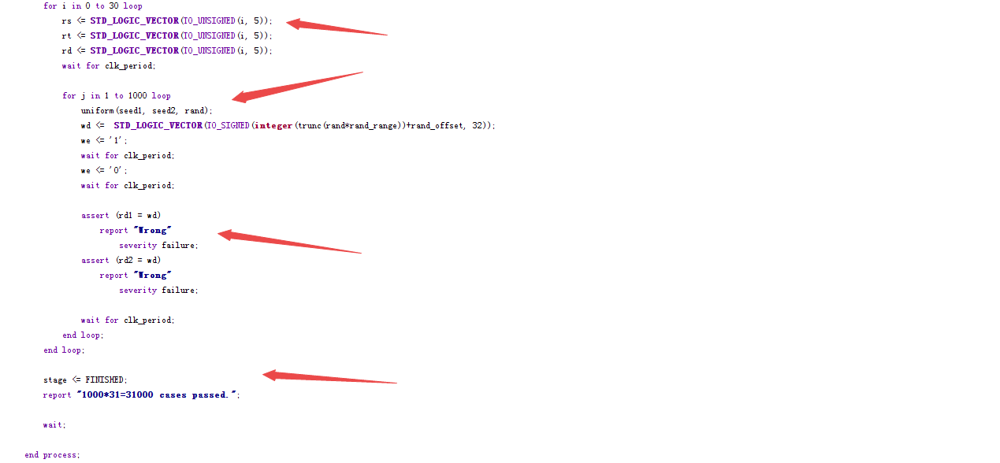 for i in 0 to 30 loop
rs <= STD_LOGIC_VECTOR(TO_UNSIGNED(i, 5));
rt <= STD_LOGIC_VECTOR(TO_UNSIGNED(i, 5));
rd <= STD_LOGIC_VECTOR(TO_UNSIGNED(i, 5));
wait for clk_period;
for j in 1 to 1000 loop
uniform(seed1, seed2, rand);
wd <=  STD_LOGIC_VECTOR(TO_SIGNED(integer(trunc(rand*rand_range))+rand_offset, 32));
we <= '1';
wait for clk_period;
we <= '0';
wait for clk_period;
assert (rd1 = wd)
report "Wrong"
severity failure;
assert (rd2 = wd)
report "Wrong"
severity failure;
wait for clk_period;
end loop;
end loop;
stage <= FINISHED;
report "1000*31=31000 cases passed.";
wait;
end process;